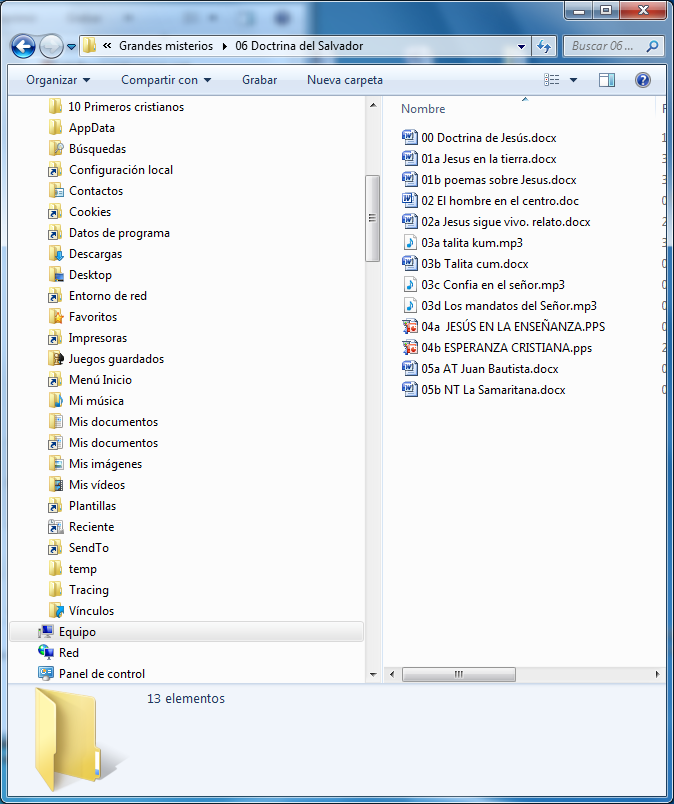 « Grandes misterios 06 Doctrina del Salvador
Buscar 06 ...
Organizar Compartir con Grabar Nueva carpeta
10 Primeros cristianos
AppData
Búsquedas
Configuración local
Contactos
Cookies
Datos de programa
Descargas
Desktop
Entorno de red
Favoritos
Impresoras
Juegos guardados
Menú Inicio
Mi música
Mis documentos
Mis documentos
Mis imágenes
Mis vídeos
Plantillas
Reciente
SendTo
temp
Tracing
Vínculos
Equipo
Red
Panel de control
Nombre
00 Doctrina de Jesús.docx
01a Jesus en la tierra.docx
01b poemas sobre Jesus.docx
02 El hombre en el centro.doc
02a Jesus sigue vivo. relato.docx
03a talita kum.mp3
03b Talita cum.docx
03c Confia en el señor.mp3
03d Los mandatos del Señor.mp3
04a JESÚS EN LA ENSEÑANZA.PPS
04b ESPERANZA CRISTIANA.pps
05a AT Juan Bautista.docx
05b NT La Samaritana.docx
13 elementos